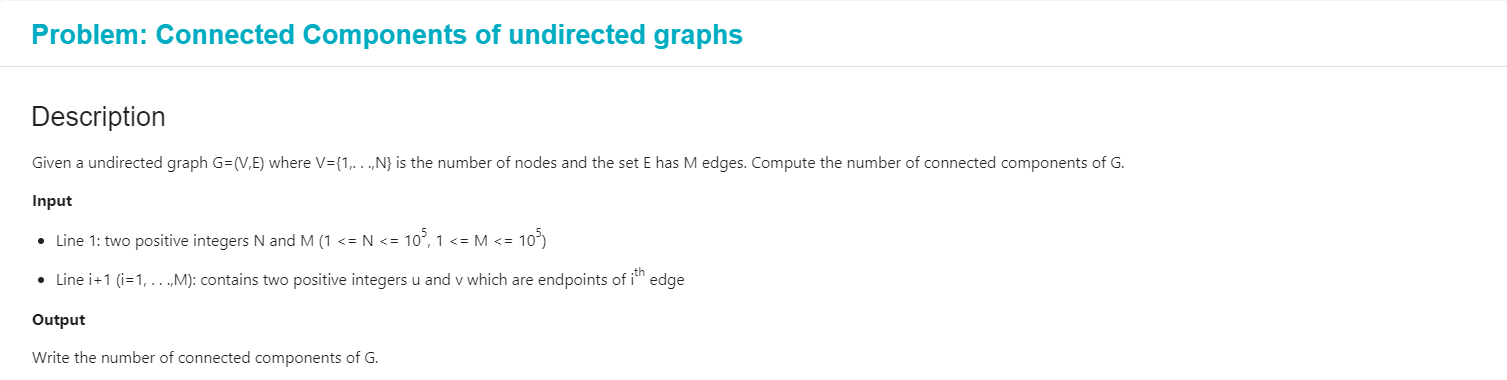 Problem: Connected Components of undirected graphs
Description
Given a undirected graph G=(V,E) where V={1,. . .,N} is the number of nodes and the set E has M edges. Compute the number of connected components of G.
Input
• Line 1: two positive integers N and M (1 <= N <= 10^5, 1 <= M <= 10^5)
• Line i+1 (i=1, . . .,M): contains two positive integers u and v which are endpoints of i^th edge
Output
Write the number of connected components of G.